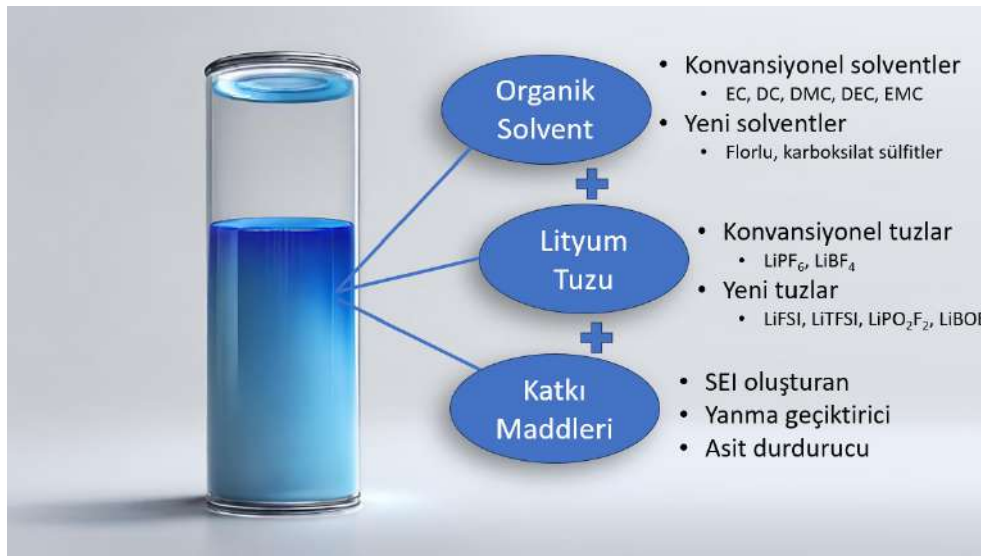 Organik
Solvent
• Konvansiyonel solventler
• EC, DC, DMC, DEC, EMC
• Yeni solventler
• Florlu, karboksilat sülfitler
Lityum
Tuzu
• Konvansiyonel tuzlar
• LiPF₆, LiBF₄
• Yeni tuzlar
• LiFSI, LiTFSI, LiPO₂F₂, LiBOB
Katkı
Maddleri
• SEI oluşturan
• Yanma geçiktirici
• Asit durdurucu